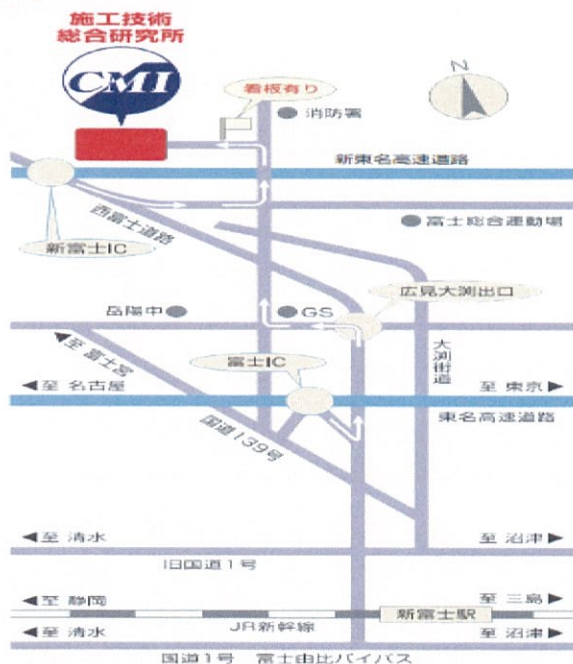 施工技術
総合研究所
CMI
看板有り
N
消防署
新東名高速道路
西富士道路
富士総合運動場
新富士IC
岳陽中
GS
広見大渕出口
大渕街道
至 富士宮
富士IC
至 名古屋
至 東京
東名高速道路
国道139号
至 清水
至 沼津
旧国道1号
至 静岡
至 三島
新富士駅
JR新幹線
至 清水
至 沼津
国道1号 富士由比バイパス